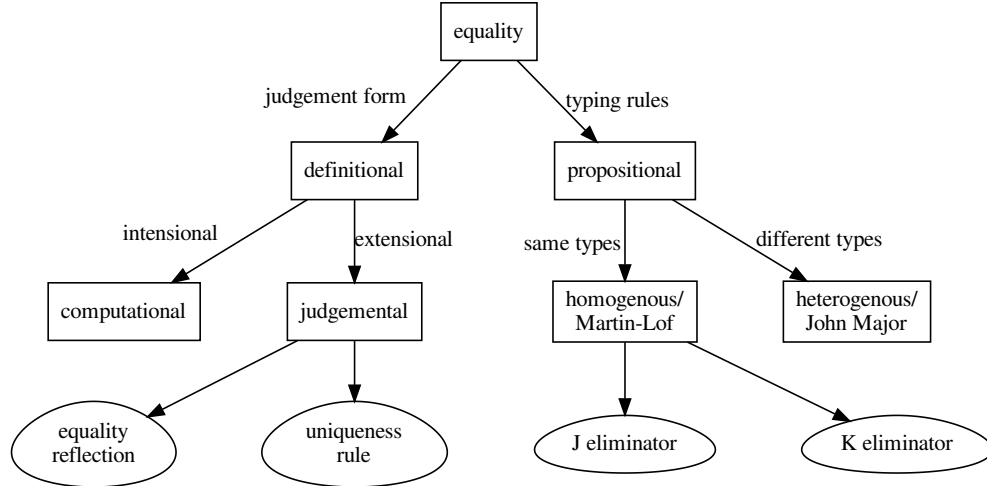 equality
judgement form
typing rules
definitional
propositional
intensional
extensional
same types
different types
computational
judgemental
homogenous/
Martin-Lof
heterogenous/
John Major
equality
reflection
uniqueness
rule
J eliminator
K eliminator